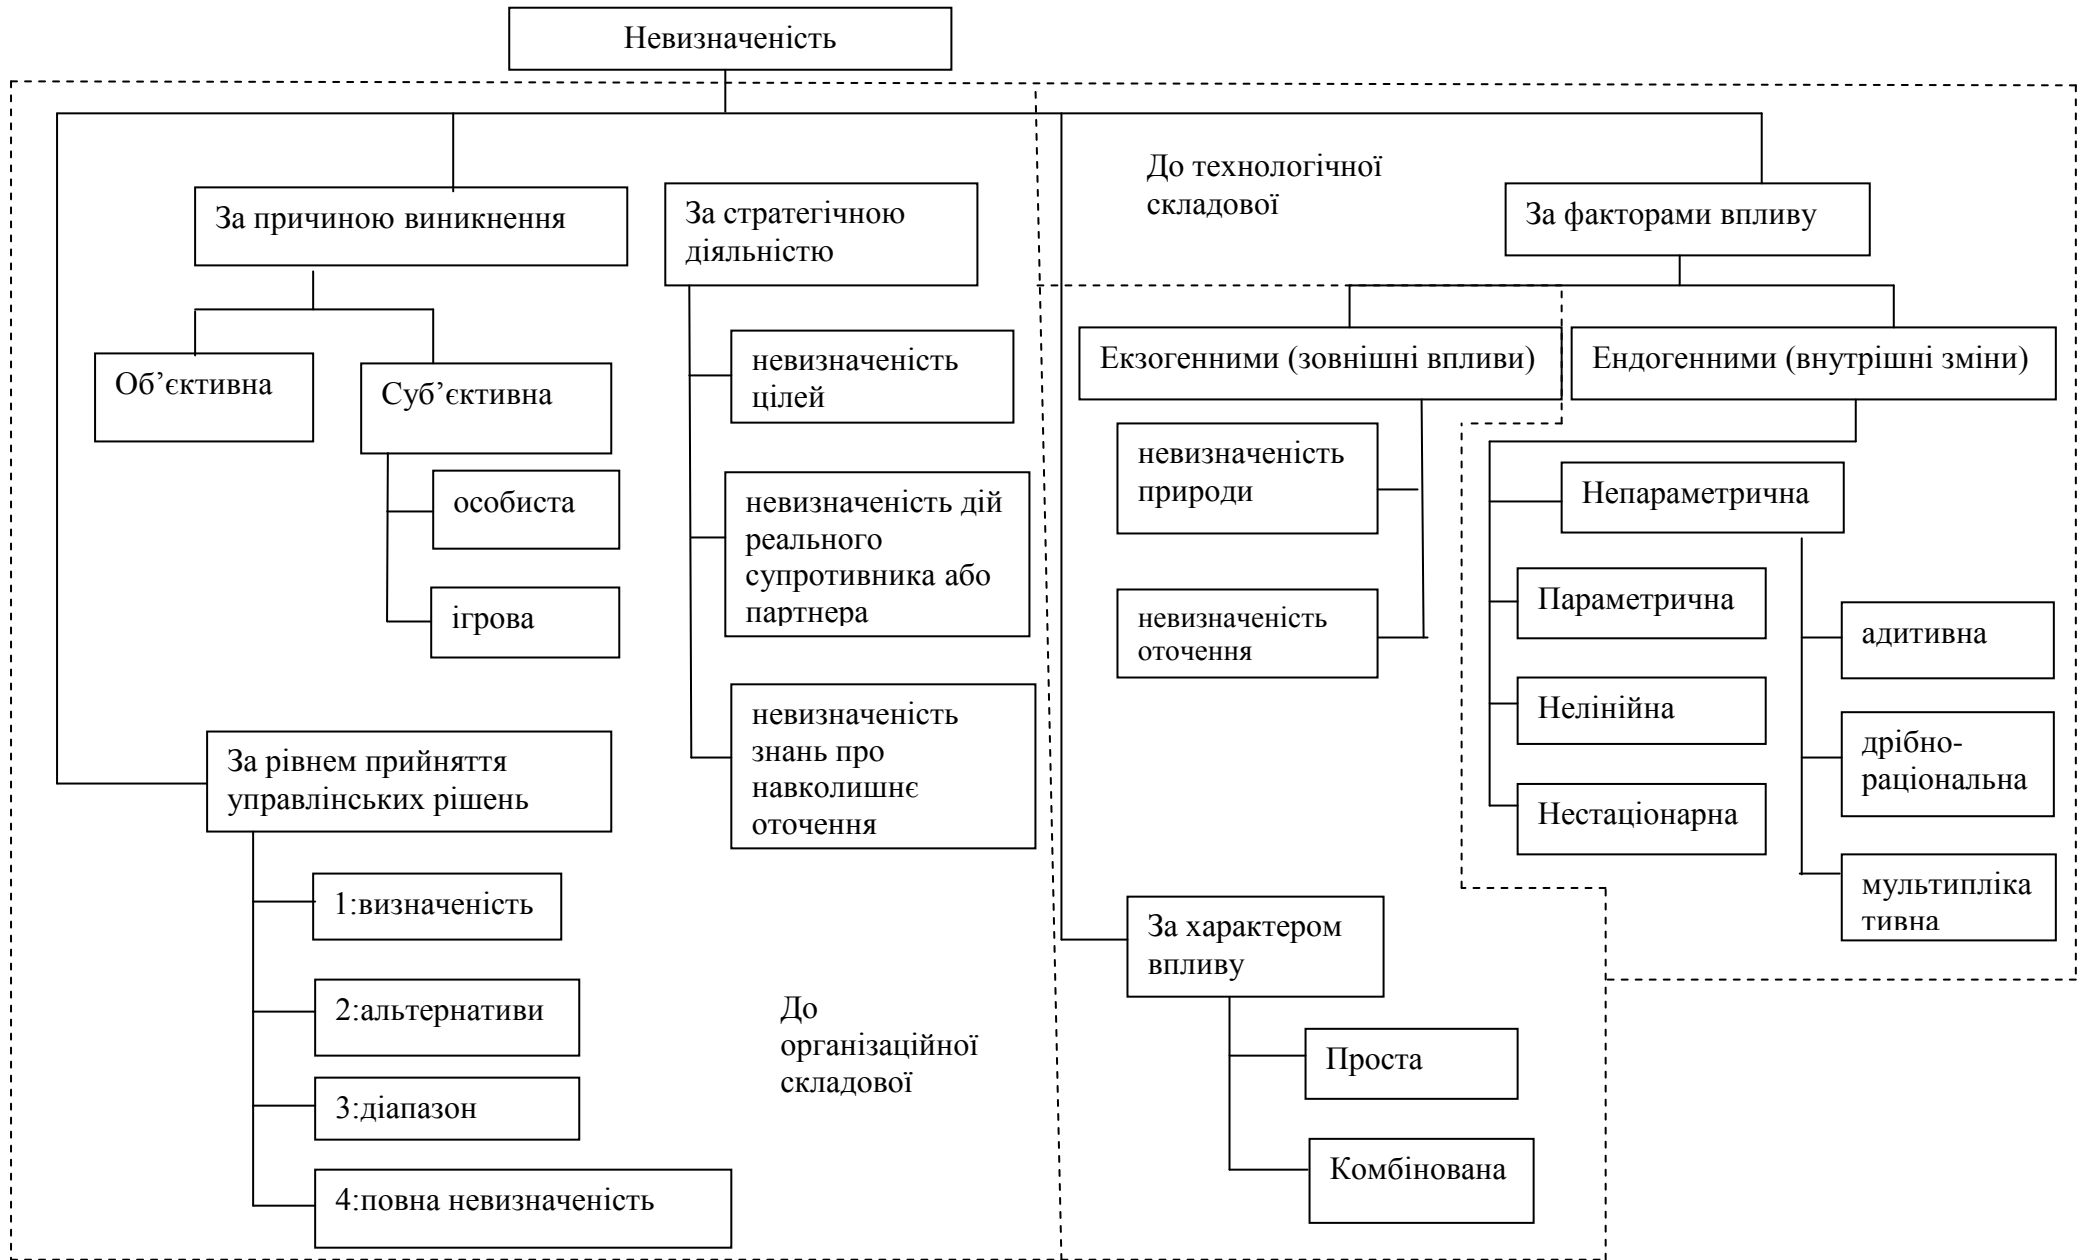 Невизначеність
До технологічної
складової
За причиною виникнення
За стратегічною
діяльністю
За факторами впливу
Об’єктивна
Суб’єктивна
особиста
ігрова
невизначеність
цілей
невизначеність дій
реального
супротивника або
партнера
невизначеність
знань про
навколишнє
оточення
Екзогенними (зовнішні впливи)
Ендогенними (внутрішні зміни)
невизначеність
природи
невизначеність
оточення
Непараметрична
Параметрична
Нелінійна
Нестаціонарна
адитивна
дрібно-
раціональна
мультипліка
тивна
За рівнем прийняття
управлінських рішень
1:визначеність
2:альтернативи
3:діапазон
4:повна невизначеність
До
організаційної
складової
За характером
впливу
Проста
Комбінована